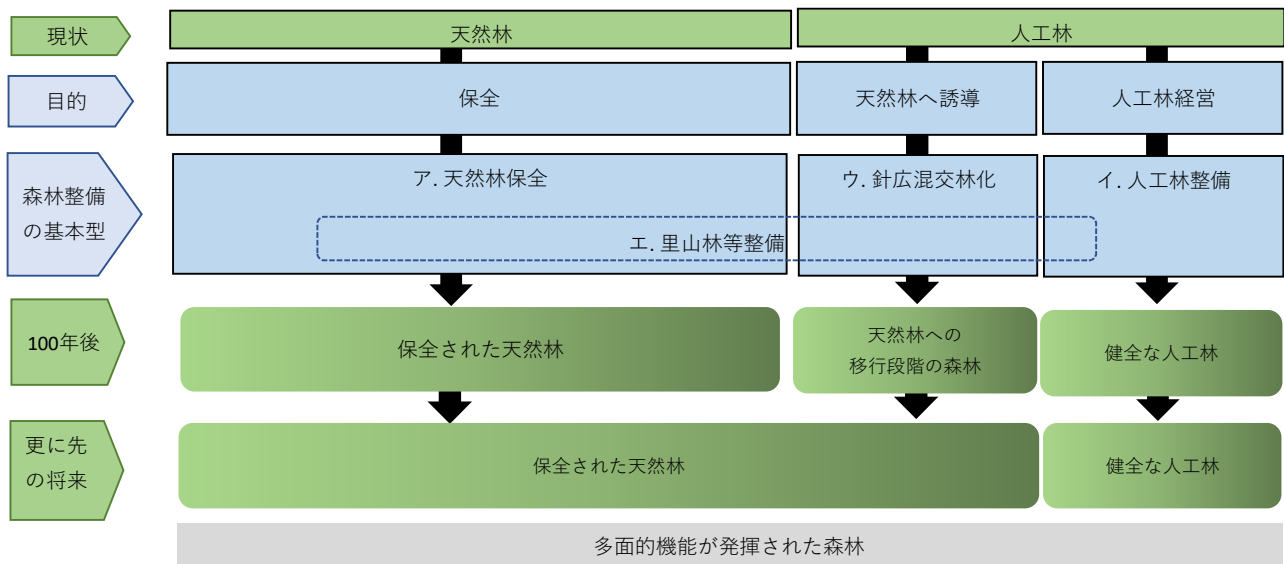 現状
天然林
人工林
目的
保全
天然林へ誘導
人工林経営
森林整備
の基本型
ア. 天然林保全
ウ. 針広混交林化
イ. 人工林整備
エ. 里山林等整備
100年後
保全された天然林
天然林への
移行段階の森林
健全な人工林
更に先
の将来
保全された天然林
健全な人工林
多面的機能が発揮された森林